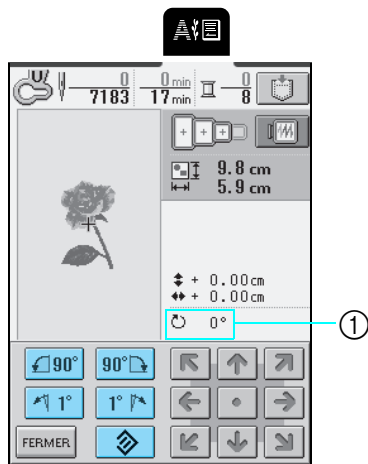 A
U 0 0 min 0
7183 17 min 8
9.8 cm
5.9 cm
+ 0.00cm
+ 0.00cm
0° ①
90° 90°
1° 1°
FERMER